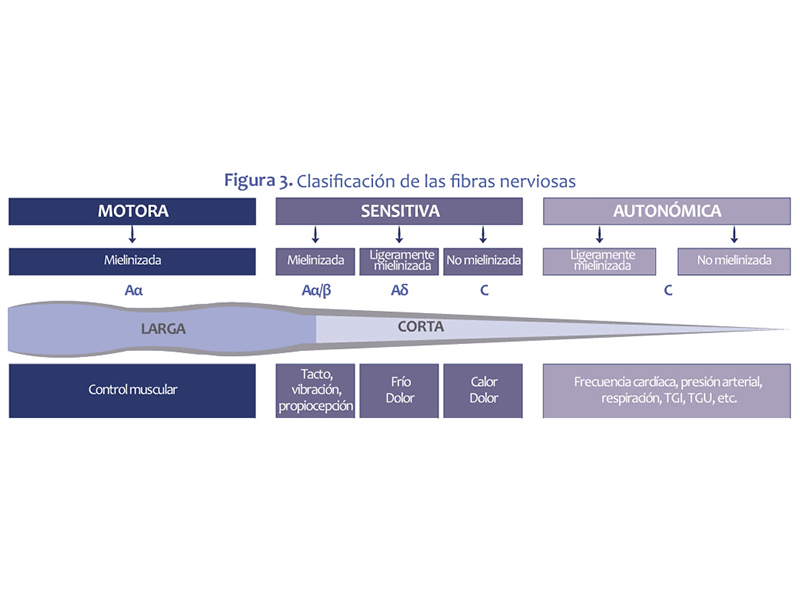 Figura 3. Clasificación de las fibras nerviosas
MOTORA
SENSITIVA
AUTONÓMICA
Mielinizada
Mielinizada
Ligeramente
mielinizada
No mielinizada
Ligeramente
mielinizada
No mielinizada
Aα
Aα/β
Aδ
C
C
LARGA
CORTA
Control muscular
Tacto,
vibración,
propiocepción
Frío
Dolor
Calor
Dolor
Frecuencia cardíaca, presión arterial,
respiración, TGI, TGU, etc.